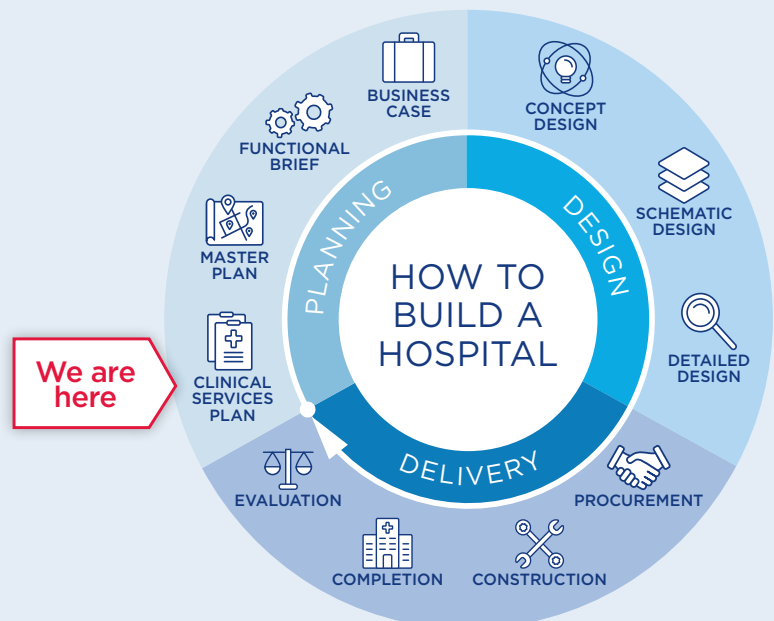 HOW TO
BUILD A
HOSPITAL
PLANNING
We are
here
CLINICAL
SERVICES
PLAN
MASTER
PLAN
FUNCTIONAL
BRIEF
BUSINESS
CASE
DESIGN
CONCEPT
DESIGN
SCHEMATIC
DESIGN
DETAILED
DESIGN
DELIVERY
PROCUREMENT
CONSTRUCTION
COMPLETION
EVALUATION